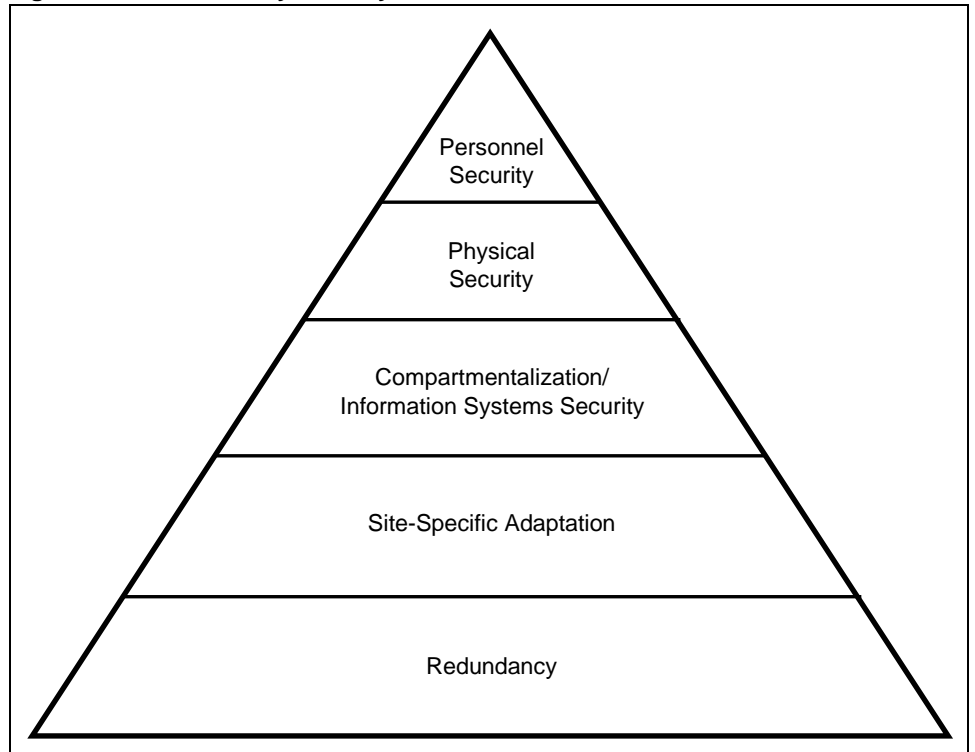 Personnel
Security
Physical
Security
Compartmentalization/
Information Systems Security
Site-Specific Adaptation
Redundancy